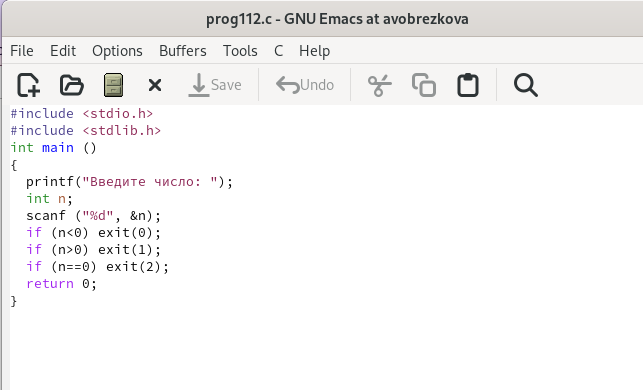 prog112.c - GNU Emacs at avobrezkova
File Edit Options Buffers Tools C Help
Save Undo
#include <stdio.h>
#include <stdlib.h>
int main ()
{
  printf("Введите число: ");
  int n;
  scanf ("%d", &n);
  if (n<0) exit(0);
  if (n>0) exit(1);
  if (n==0) exit(2);
  return 0;
}